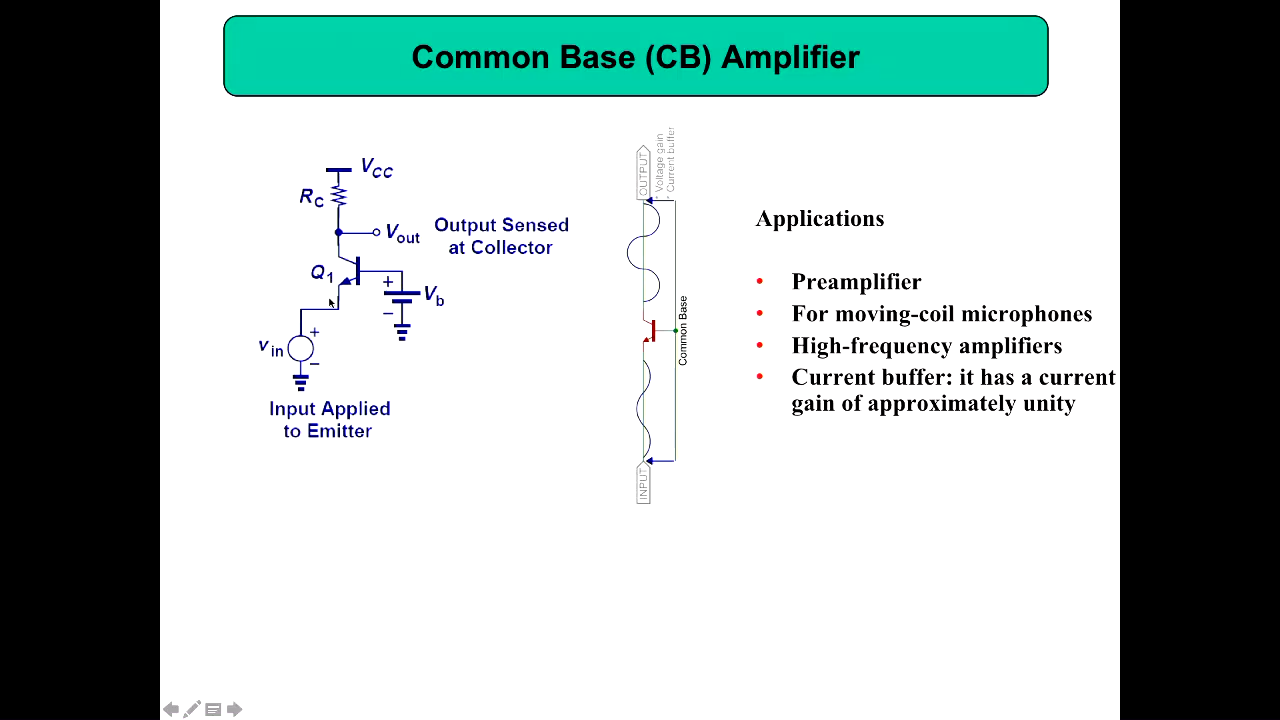 Common Base (CB) Amplifier
VCC
RC
Vout
Output Sensed
at Collector
Q1
+
Vb
−
vin
+
−
Input Applied
to Emitter
OUTPUT
* Voltage gain
* Current buffer
Common Base
INPUT
Applications
• Preamplifier
• For moving-coil microphones
• High-frequency amplifiers
• Current buffer: it has a current
gain of approximately unity